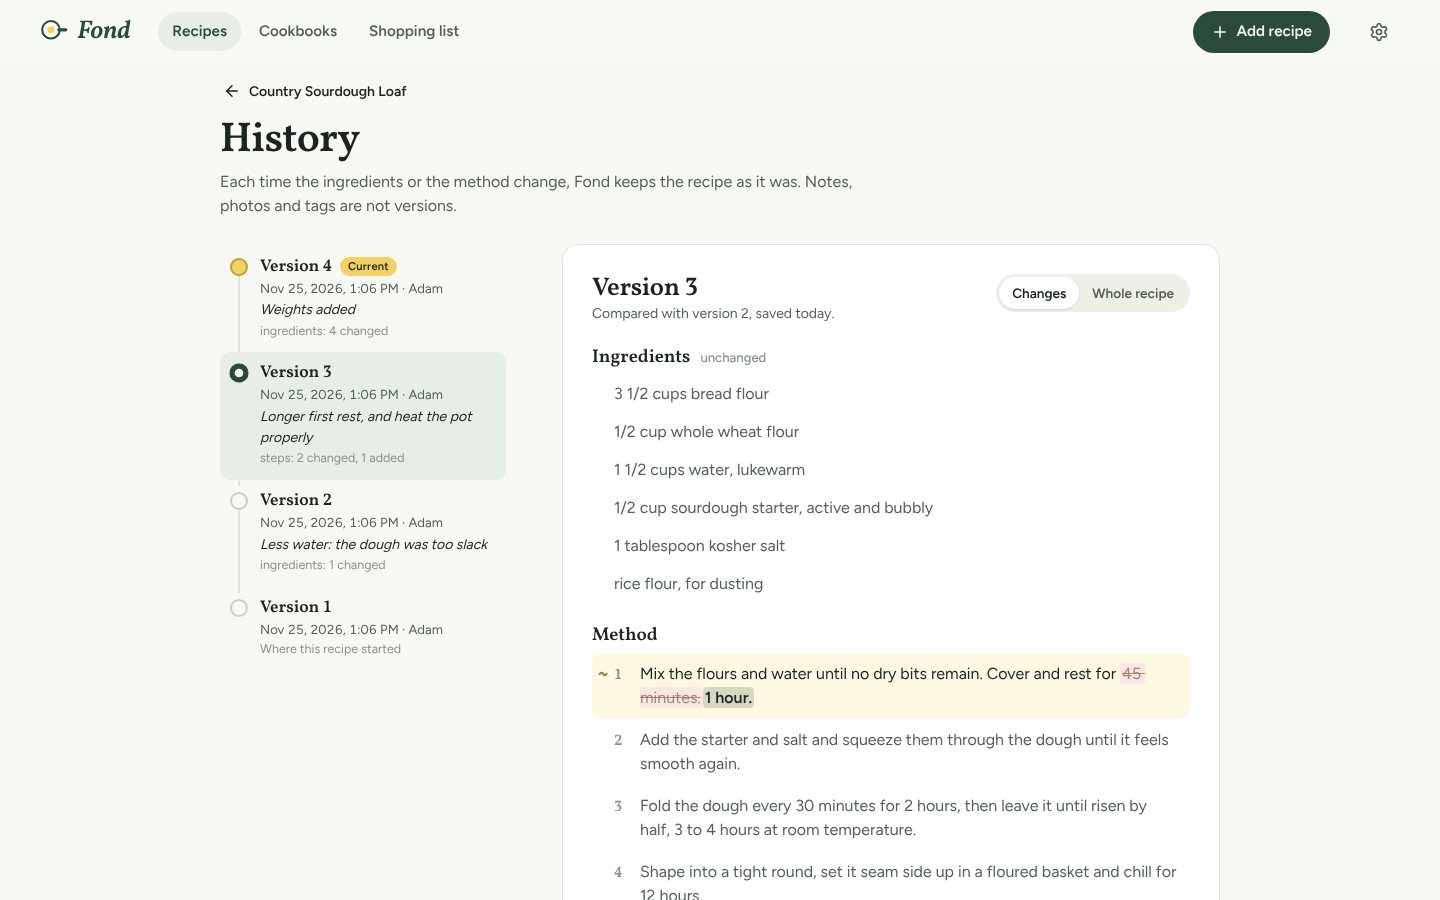 Fond
Recipes
Cookbooks
Shopping list
Add recipe
Country Sourdough Loaf
History
Each time the ingredients or the method change, Fond keeps the recipe as it was. Notes,
photos and tags are not versions.
Version 4 Current
Nov 25, 2026, 1:06 PM · Adam
Weights added
ingredients: 4 changed
Version 3
Nov 25, 2026, 1:06 PM · Adam
Longer first rest, and heat the pot
properly
steps: 2 changed, 1 added
Version 2
Nov 25, 2026, 1:06 PM · Adam
Less water: the dough was too slack
ingredients: 1 changed
Version 1
Nov 25, 2026, 1:06 PM · Adam
Where this recipe started
Version 3
Compared with version 2, saved today.
Changes
Whole recipe
Ingredients unchanged
3 1/2 cups bread flour
1/2 cup whole wheat flour
1 1/2 cups water, lukewarm
1/2 cup sourdough starter, active and bubbly
1 tablespoon kosher salt
rice flour, for dusting
Method
~ 1 Mix the flours and water until no dry bits remain. Cover and rest for 45
minutes. 1 hour.
2 Add the starter and salt and squeeze them through the dough until it feels
smooth again.
3 Fold the dough every 30 minutes for 2 hours, then leave it until risen by
half, 3 to 4 hours at room temperature.
4 Shape into a tight round, set it seam side up in a floured basket and chill for
12 hours.